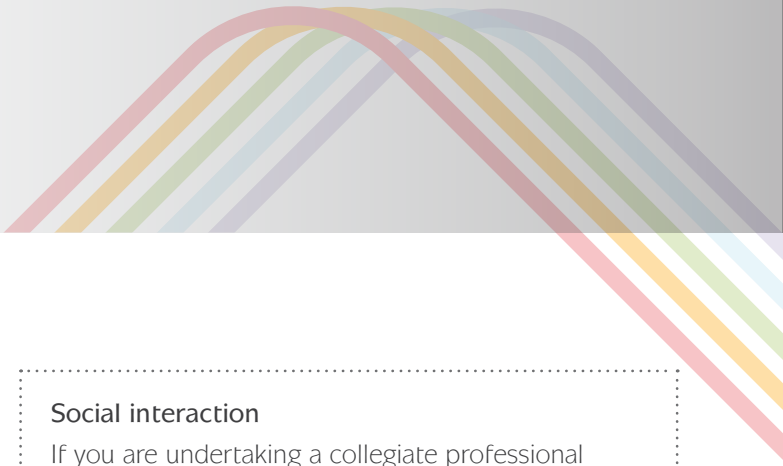 Social interaction
If you are undertaking a collegiate professional